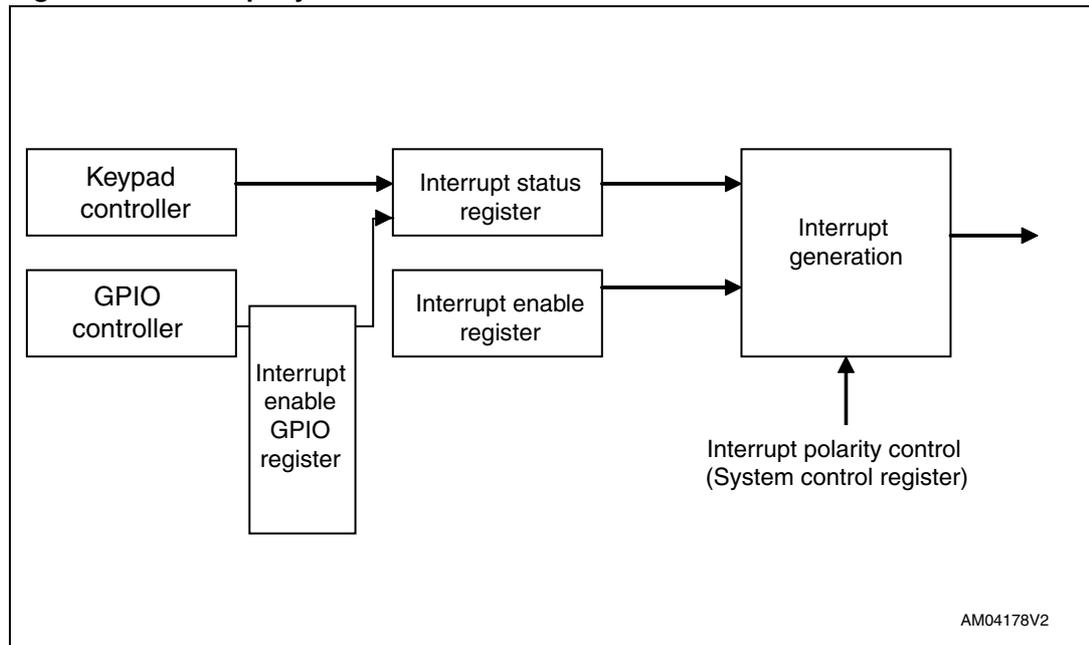 Keypad
controller
Interrupt status
register
GPIO
controller
Interrupt enable
register
Interrupt
enable
GPIO
register
Interrupt
generation
Interrupt polarity control
(System control register)
AM04178V2